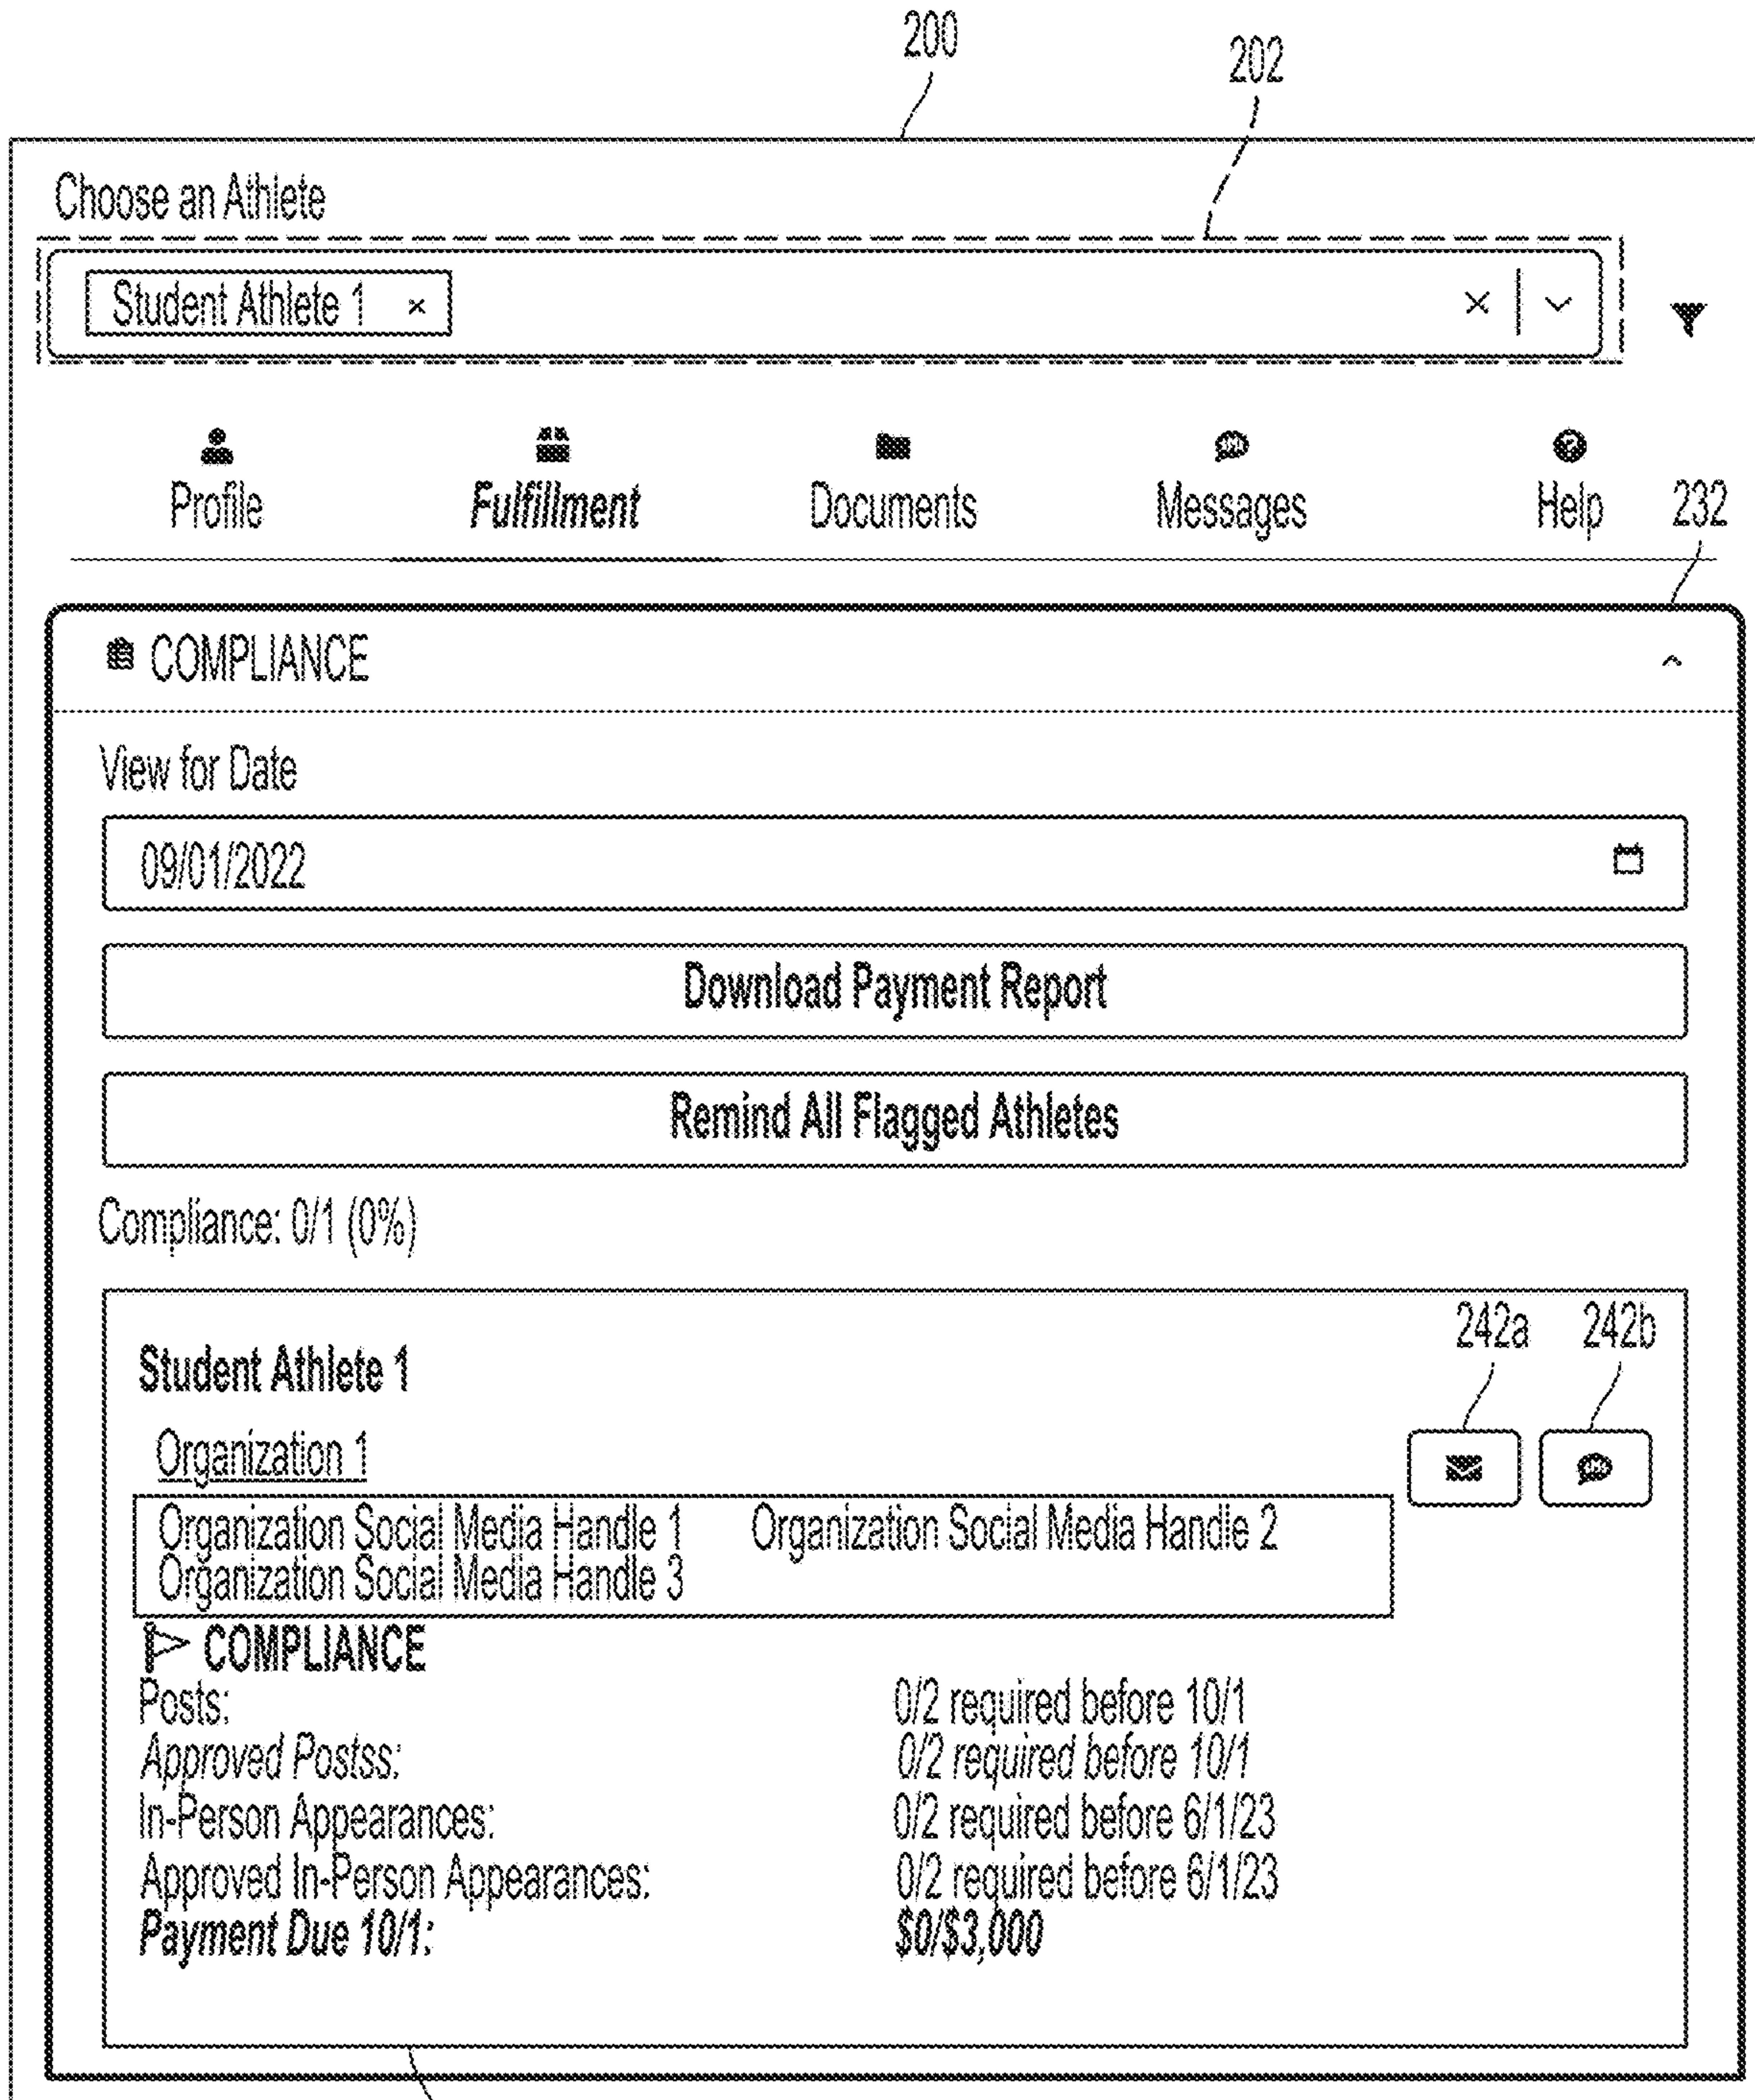 200
202
Choose an Athlete
Student Athlete 1 ×
Profile Fulfillment Documents Messages Help 232
COMPLIANCE
View for Date
09/01/2022
Download Payment Report
Remind All Flagged Athletes
Compliance: 0/1 (0%)
242a 242b
Student Athlete 1
Organization 1
Organization Social Media Handle 1 Organization Social Media Handle 2
Organization Social Media Handle 3
COMPLIANCE
Posts: 0/2 required before 10/1
Approved Postss: 0/2 required before 10/1
In-Person Appearances: 0/2 required before 6/1/23
Approved In-Person Appearances: 0/2 required before 6/1/23
Payment Due 10/1: $0/$3,000